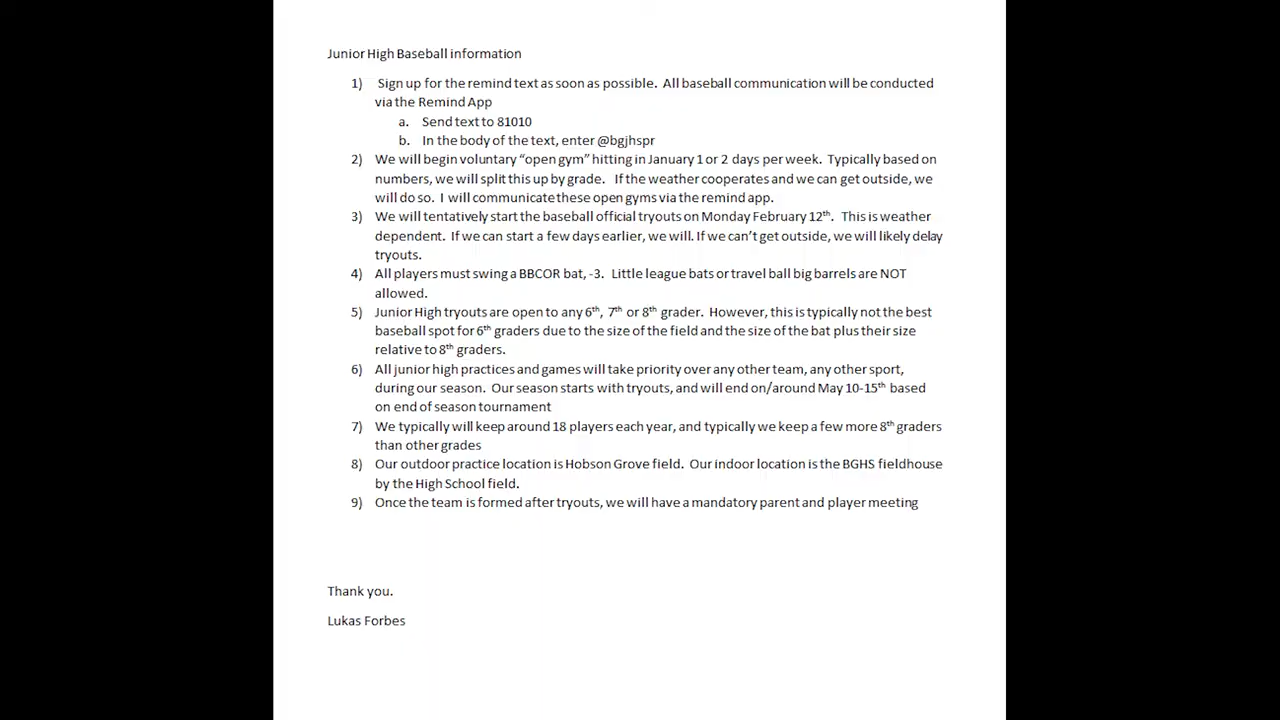 Junior High Baseball information
1) Sign up for the remind text as soon as possible. All baseball communication will be conducted
via the Remind App
a. Send text to 81010
b. In the body of the text, enter @bgjhspr
2) We will begin voluntary “open gym” hitting in January 1 or 2 days per week. Typically based on
numbers, we will split this up by grade. If the weather cooperates and we can get outside, we
will do so. I will communicate these open gyms via the remind app.
3) We will tentatively start the baseball official tryouts on Monday February 12th. This is weather
dependent. If we can start a few days earlier, we will. If we can’t get outside, we will likely delay
tryouts.
4) All players must swing a BBCOR bat, -3. Little league bats or travel ball big barrels are NOT
allowed.
5) Junior High tryouts are open to any 6th, 7th or 8th grader. However, this is typically not the best
baseball spot for 6th graders due to the size of the field and the size of the bat plus their size
relative to 8th graders.
6) All junior high practices and games will take priority over any other team, any other sport,
during our season. Our season starts with tryouts, and will end on/around May 10-15th based
on end of season tournament
7) We typically will keep around 18 players each year, and typically we keep a few more 8th graders
than other grades
8) Our outdoor practice location is Hobson Grove field. Our indoor location is the BGHS fieldhouse
by the High School field.
9) Once the team is formed after tryouts, we will have a mandatory parent and player meeting
Thank you.
Lukas Forbes